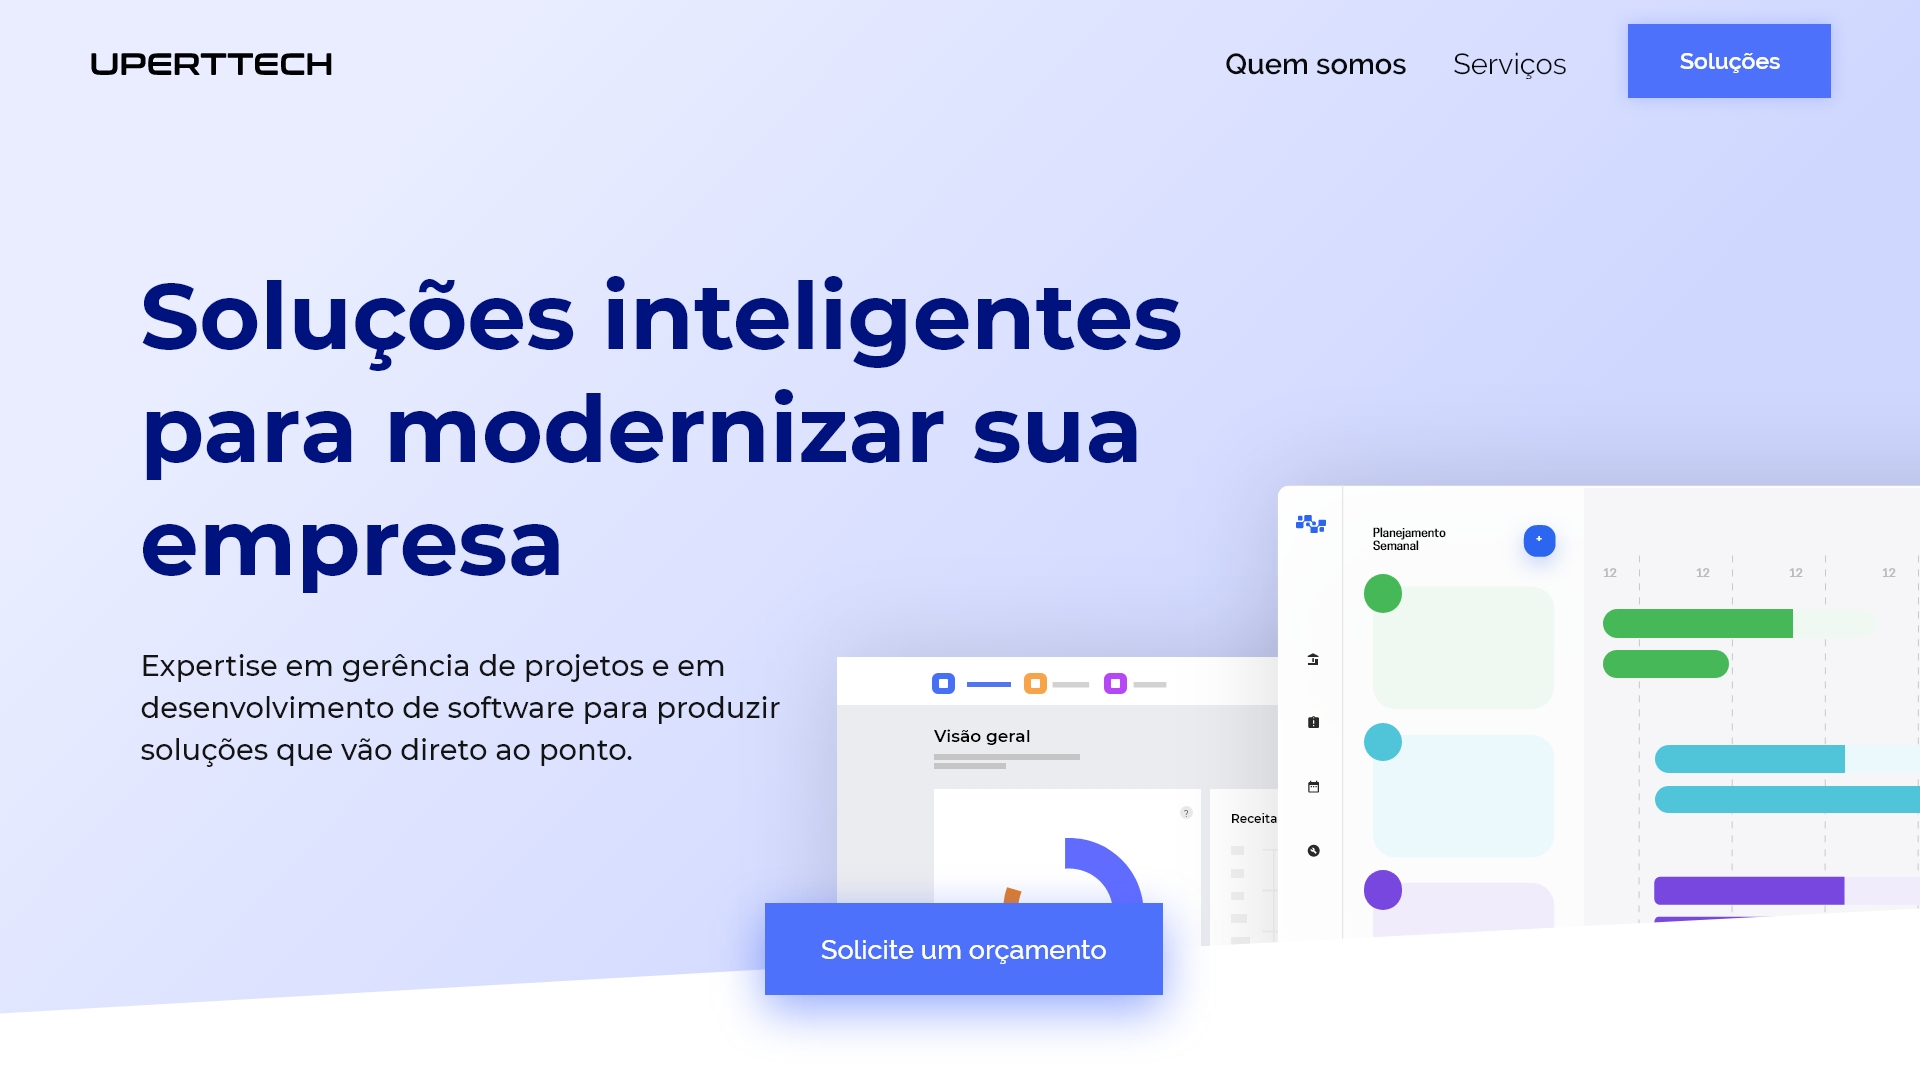 UPERTTECH
Quem somos
Serviços
Soluções
Soluções inteligentes
para modernizar sua
empresa
Expertise em gerência de projetos e em
desenvolvimento de software para produzir
soluções que vão direto ao ponto.
Planejamento
Semanal
+
12
12
12
12
Visão geral
?
Receita
Solicite um orçamento